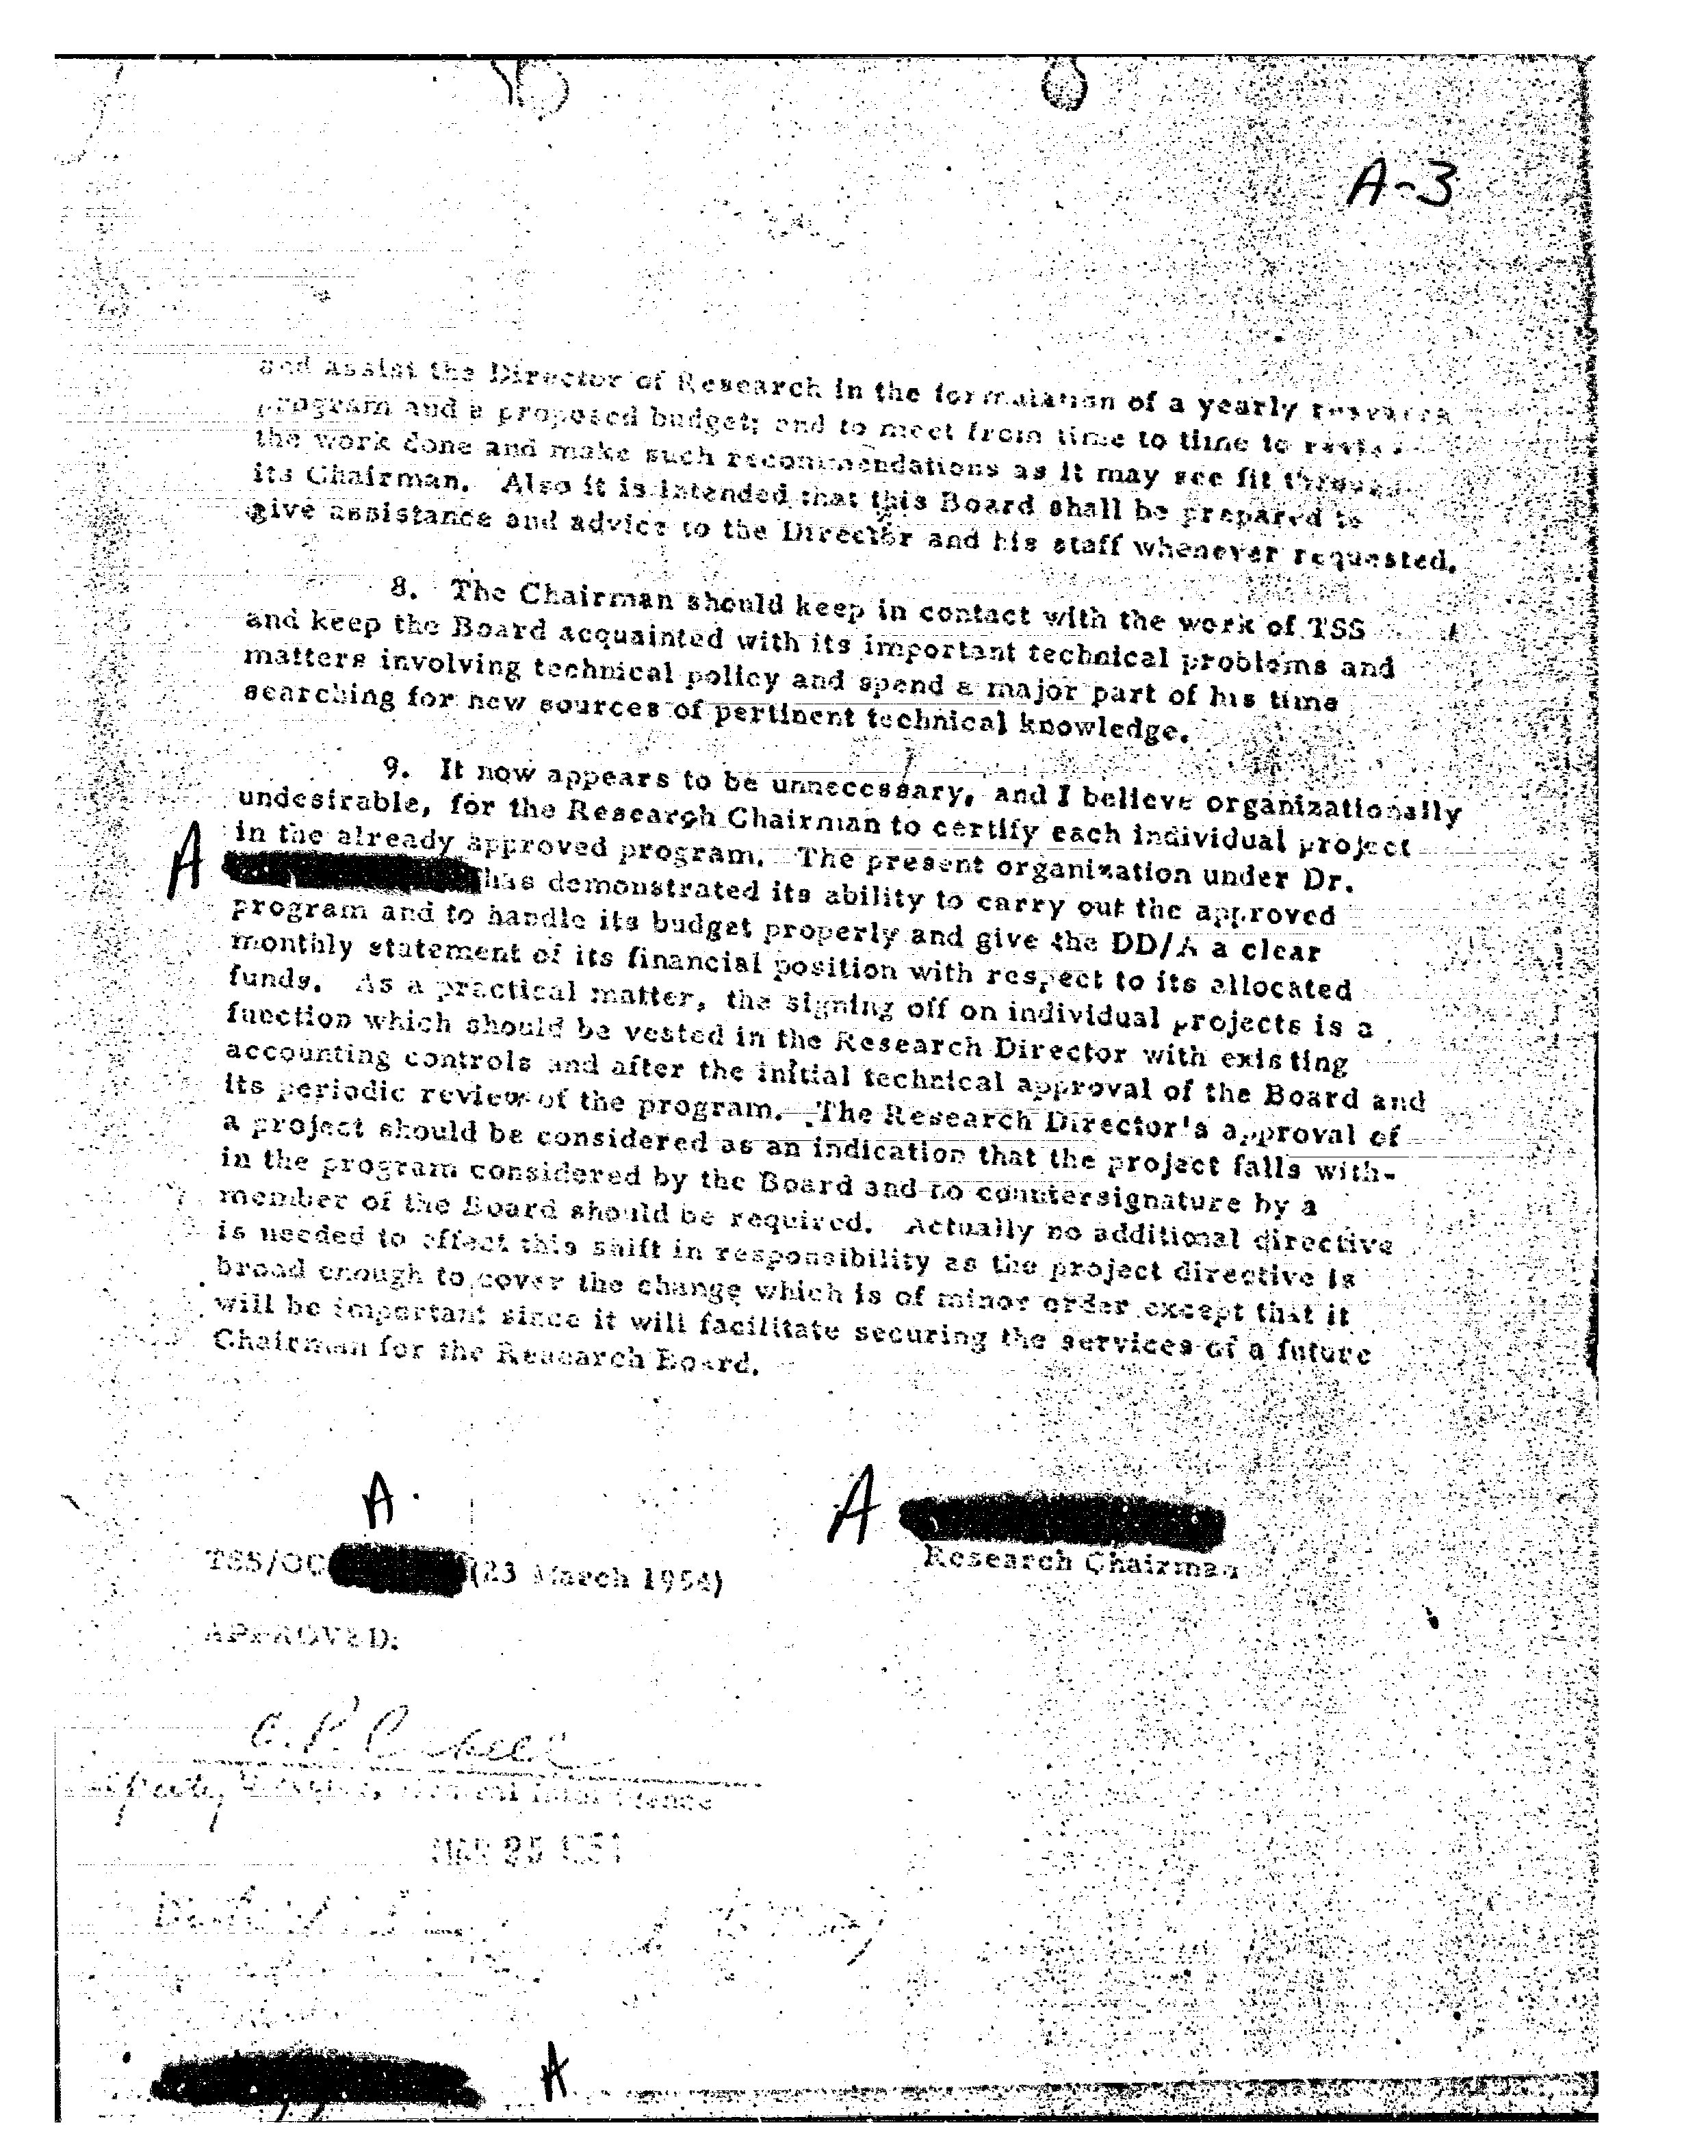 A-3
and assist the Director of Research in the formulation of a yearly research
program and a proposed budget; and to meet from time to time to review
the work done and make such recommendations as it may see fit through
its Chairman. Also it is intended that this Board shall be prepared to
give assistance and advice to the Director and his staff whenever requested.
8. The Chairman should keep in contact with the work of TSS
and keep the Board acquainted with its important technical problems and
matters involving technical policy and spend a major part of his time
searching for new sources of pertinent technical knowledge.
9. It now appears to be unnecessary, and I believe organizationally
undesirable, for the Research Chairman to certify each individual project
in the already approved program. The present organization under Dr.
A has demonstrated its ability to carry out the approved
program and to handle its budget properly and give the DD/A a clear
monthly statement of its financial position with respect to its allocated
funds. As a practical matter, the signing off on individual projects is a
function which should be vested in the Research Director with existing
accounting controls and after the initial technical approval of the Board and
its periodic review of the program. The Research Director's approval of
a project should be considered as an indication that the project falls with-
in the program considered by the Board and no countersignature by a
member of the Board should be required. Actually no additional directive
is needed to effect this shift in responsibility as the project directive is
broad enough to cover the change which is of minor order except that it
will be important since it will facilitate securing the services of a future
Chairman for the Research Board.
A
A
Research Chairman
TSS/OC (23 March 1954)
APPROVED:
C. P. Cabell
Deputy Director, Central Intelligence
MAR 25 1954
A